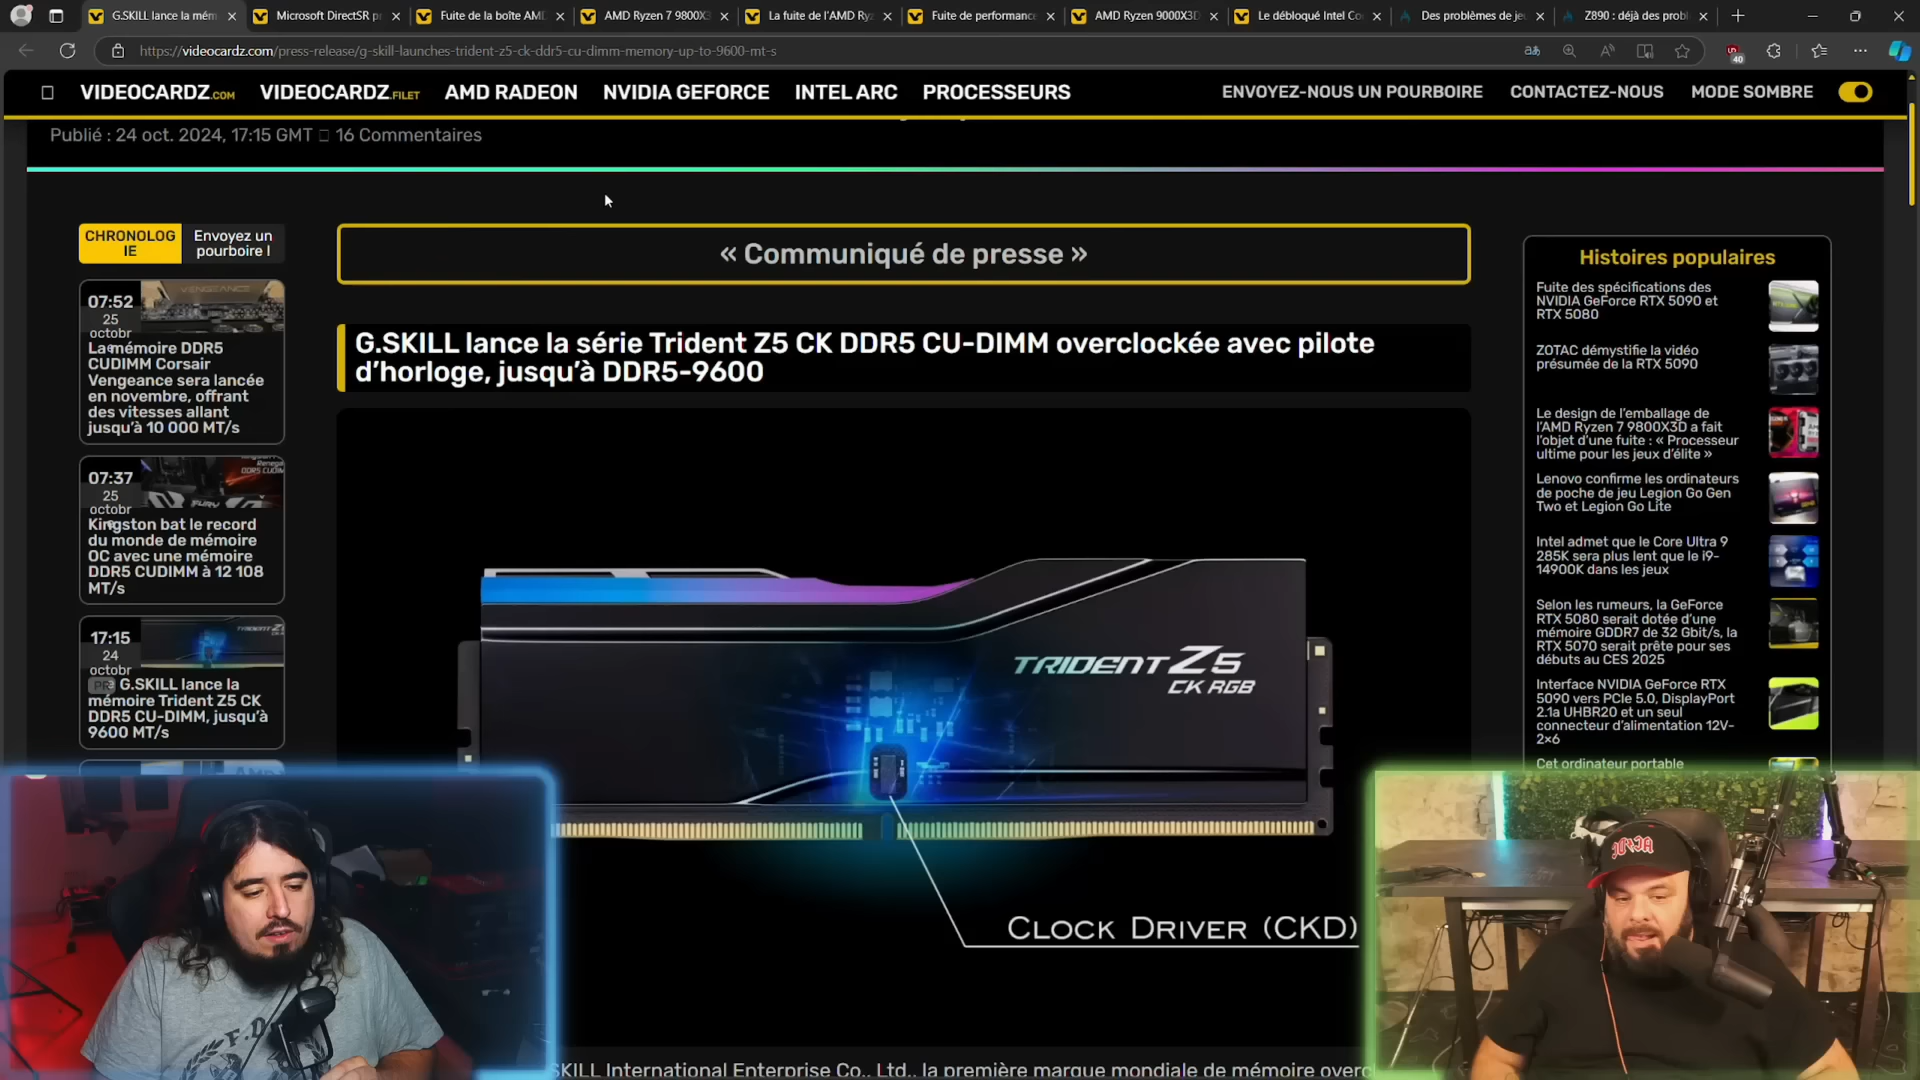 G.SKILL lance la mém
Microsoft DirectSR p
Fuite de la boîte AMD
AMD Ryzen 7 9800X3
La fuite de l'AMD Ryz
Fuite de performance
AMD Ryzen 9000X3D
Le débloqué Intel Co
Des problèmes de je
Z890 : déjà des prob
https://videocardz.com/press-release/g-skill-launches-trident-z5-ck-ddr5-cu-dimm-memory-up-to-9600-mt-s
40
VIDEOCARDZ.COM
VIDEOCARDZ.FILET
AMD RADEON
NVIDIA GEFORCE
INTEL ARC
PROCESSEURS
ENVOYEZ-NOUS UN POURBOIRE
CONTACTEZ-NOUS
MODE SOMBRE
Publié : 24 oct. 2024, 17:15 GMT
16 Commentaires
CHRONOLOG
IE
Envoyez un
pourboire !
07:52
25
octobr
e
La mémoire DDR5
CUDIMM Corsair
Vengeance sera lancée
en novembre, offrant
des vitesses allant
jusqu'à 10 000 MT/s
07:37
25
octobr
e
Kingston bat le record
du monde de mémoire
OC avec une mémoire
DDR5 CUDIMM à 12 108
MT/s
17:15
24
octobr
e
PR
G.SKILL lance la
mémoire Trident Z5 CK
DDR5 CU-DIMM, jusqu'à
9600 MT/s
« Communiqué de presse »
G.SKILL lance la série Trident Z5 CK DDR5 CU-DIMM overclockée avec pilote
d'horloge, jusqu'à DDR5-9600
TRIDENT Z5
CK RGB
CLOCK DRIVER (CKD)
SKILL International Enterprise Co., Ltd., la première marque mondiale de mémoire overc
Histoires populaires
Fuite des spécifications des
NVIDIA GeForce RTX 5090 et
RTX 5080
ZOTAC démystifie la vidéo
présumée de la RTX 5090
Le design de l'emballage de
l'AMD Ryzen 7 9800X3D a fait
l'objet d'une fuite : « Processeur
ultime pour les jeux d'élite »
Lenovo confirme les ordinateurs
de poche de jeu Legion Go Gen
Two et Legion Go Lite
Intel admet que le Core Ultra 9
285K sera plus lent que le i9-
14900K dans les jeux
Selon les rumeurs, la GeForce
RTX 5080 serait dotée d'une
mémoire GDDR7 de 32 Gbit/s, la
RTX 5070 serait prête pour ses
débuts au CES 2025
Interface NVIDIA GeForce RTX
5090 vers PCIe 5.0, DisplayPort
2.1a UHBR20 et un seul
connecteur d'alimentation 12V-
2×6
Cet ordinateur portable
F.D.